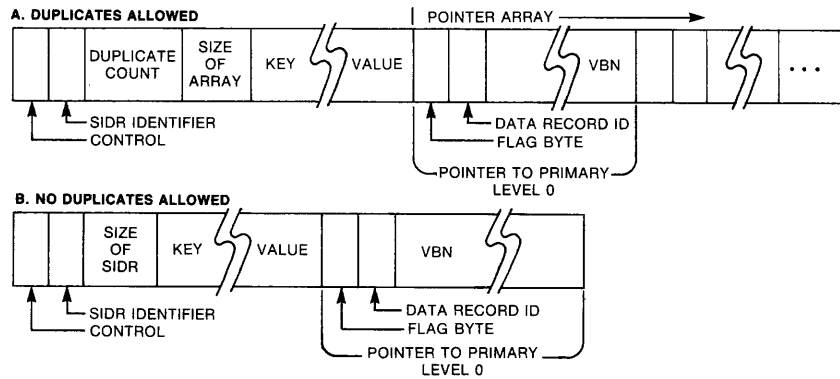 A. DUPLICATES ALLOWED
POINTER ARRAY
DUPLICATE COUNT
SIZE OF ARRAY
KEY
VALUE
VBN
...
SIDR IDENTIFIER
CONTROL
DATA RECORD ID
FLAG BYTE
POINTER TO PRIMARY
LEVEL 0
B. NO DUPLICATES ALLOWED
SIZE OF SIDR
KEY
VALUE
VBN
SIDR IDENTIFIER
CONTROL
DATA RECORD ID
FLAG BYTE
POINTER TO PRIMARY
LEVEL 0